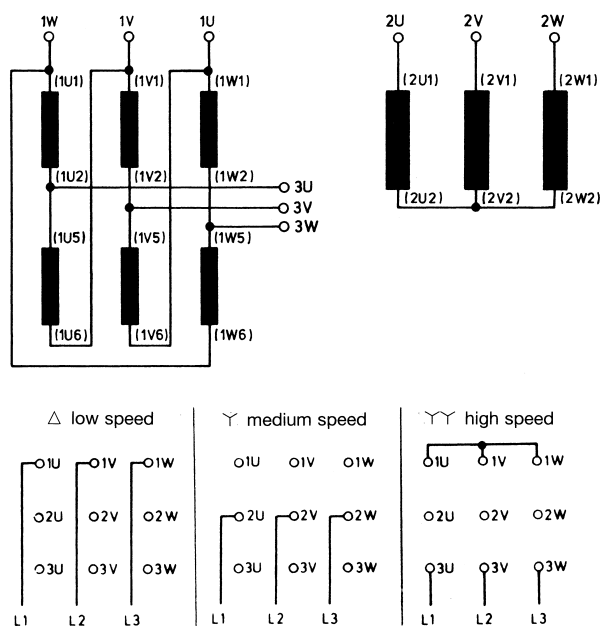 1W 1V 1U 2U 2V 2W
(1U1) (1V1) (1W1) (2U1) (2V1) (2W1)
(1U2) (1V2) (1W2) (2U2) (2V2) (2W2)
3U
3V
3W
(1U5) (1V5) (1W5)
(1U6) (1V6) (1W6)
△ low speed Y medium speed YY high speed
1U 1V 1W 1U 1V 1W 1U 1V 1W
2U 2V 2W 2U 2V 2W 2U 2V 2W
3U 3V 3W 3U 3V 3W 3U 3V 3W
L1 L2 L3 L1 L2 L3 L1 L2 L3